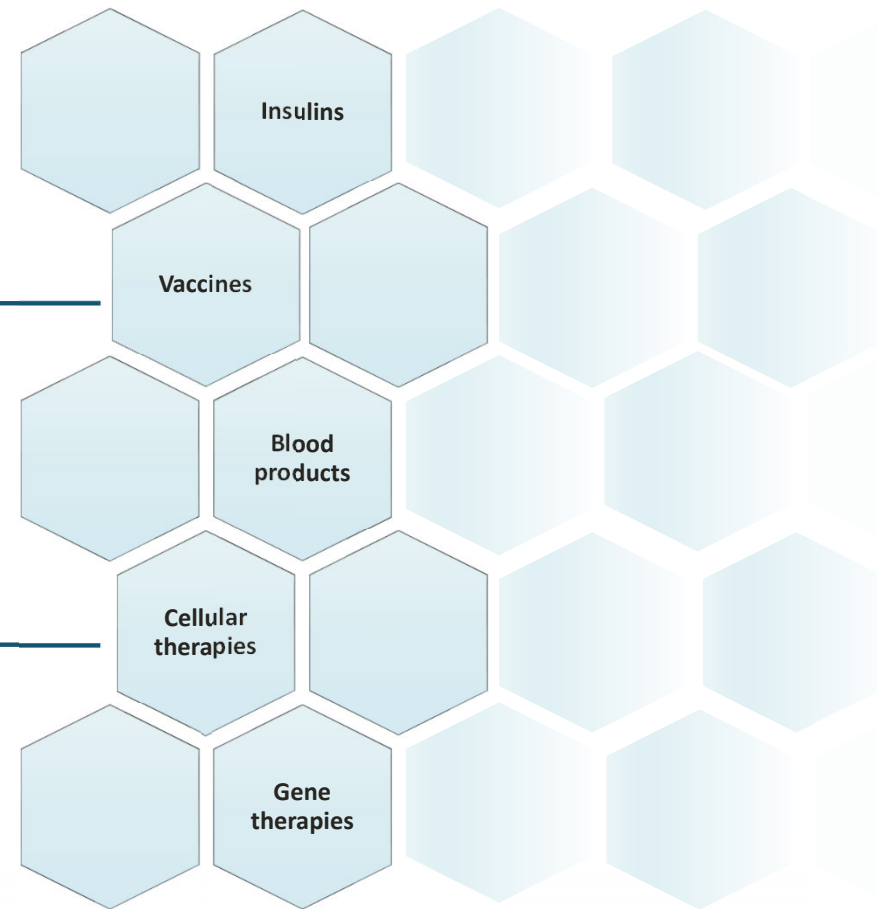 Insulins
Vaccines
Blood
products
Cellular
therapies
Gene
therapies